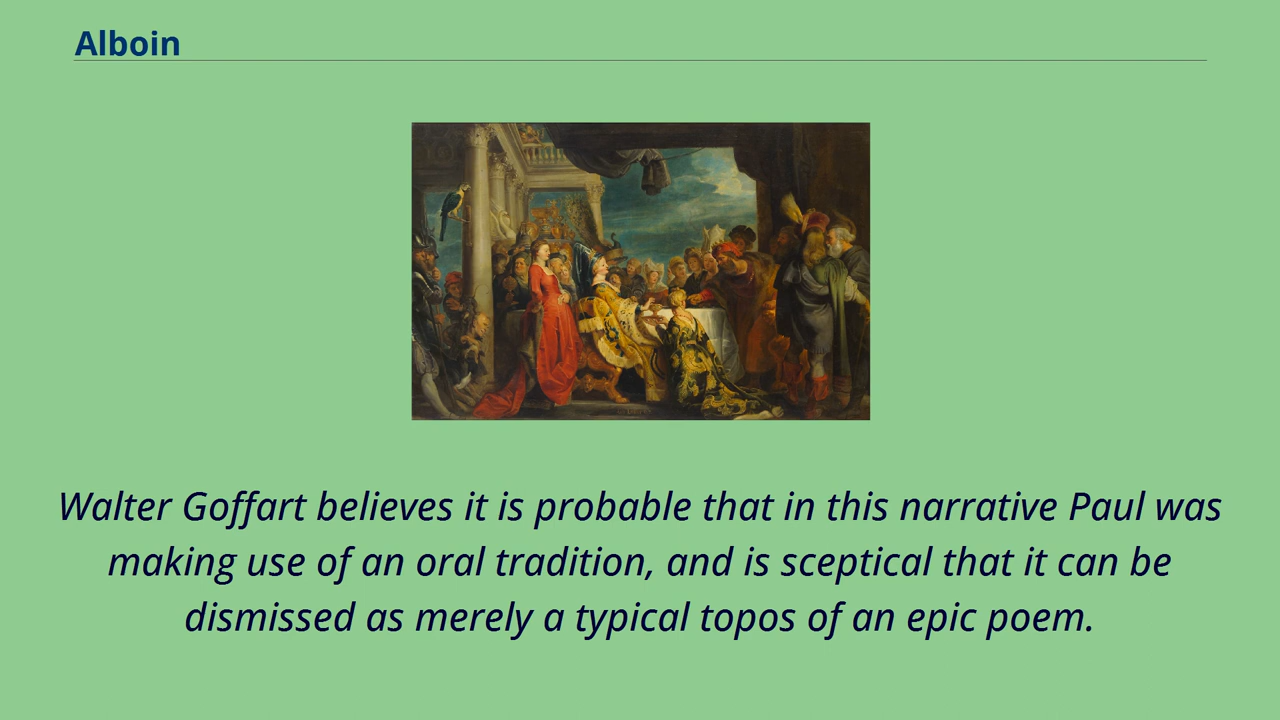 Alboin
Walter Goffart believes it is probable that in this narrative Paul was
making use of an oral tradition, and is sceptical that it can be
dismissed as merely a typical topos of an epic poem.